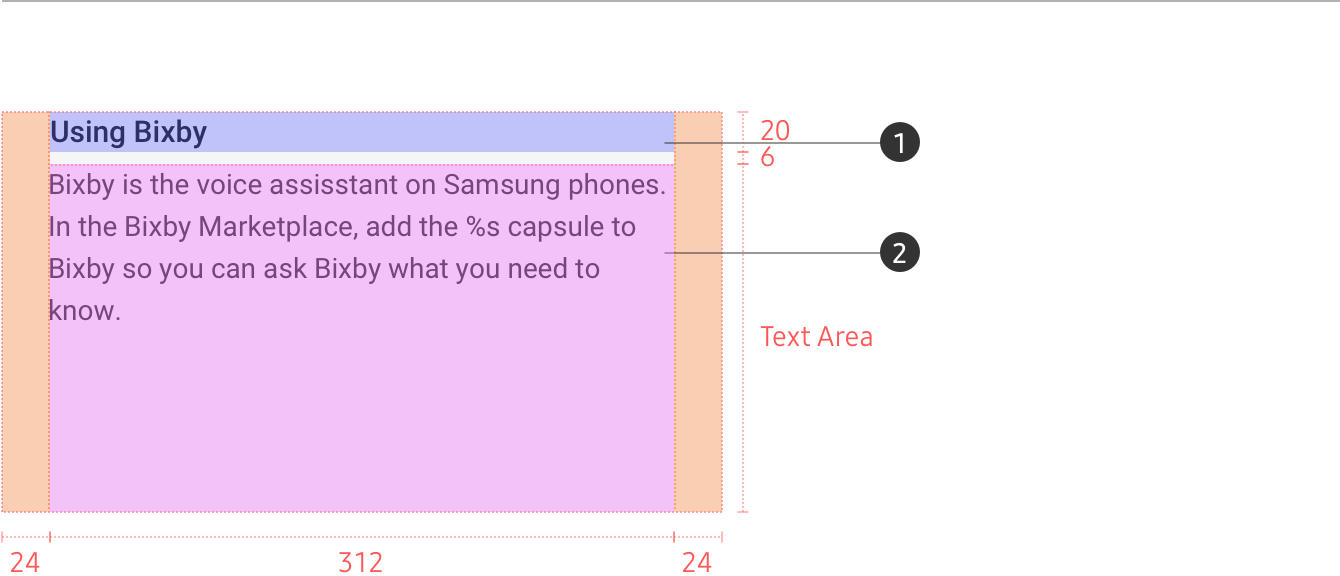 Using Bixby
20
1
6
Bixby is the voice assisstant on Samsung phones.
In the Bixby Marketplace, add the %s capsule to
Bixby so you can ask Bixby what you need to
know.
2
Text Area
24
312
24